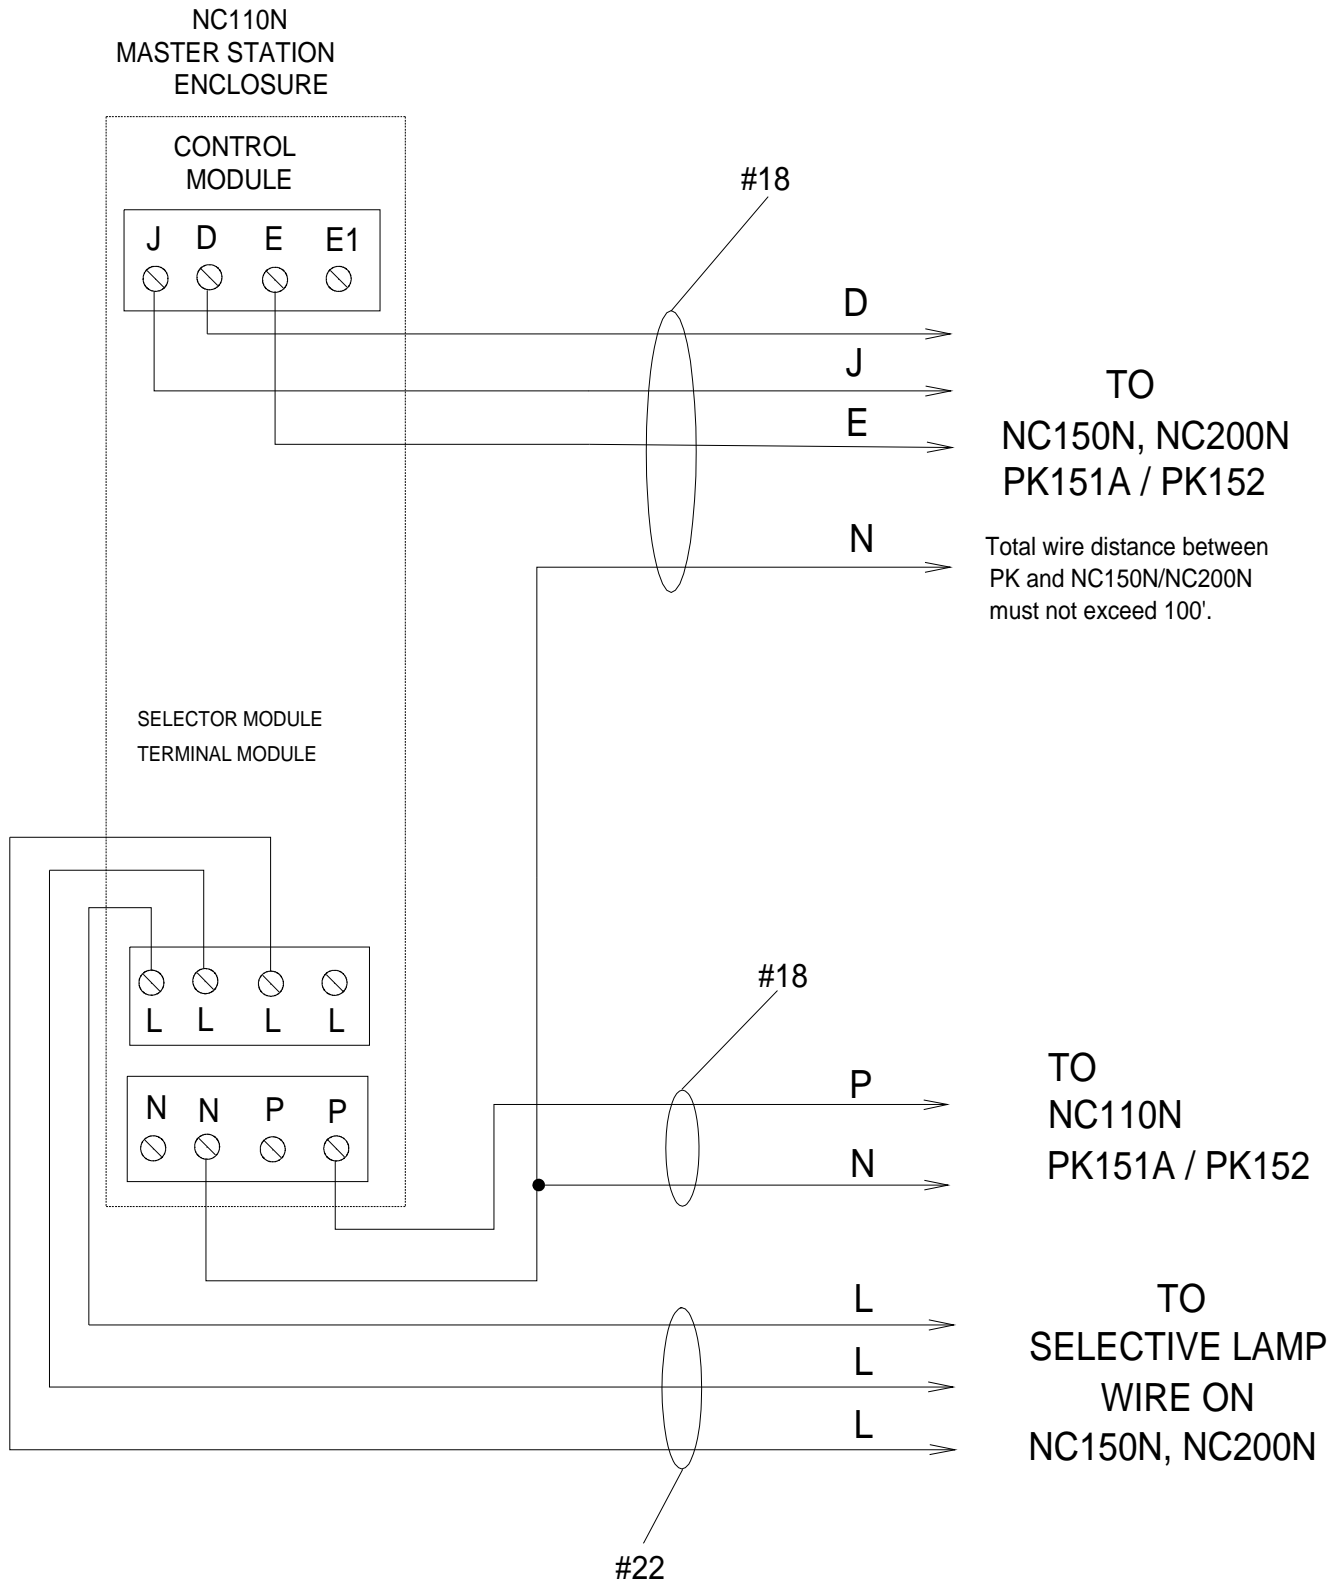 NC110N
MASTER STATION
ENCLOSURE
CONTROL
MODULE
J D E E1
#18
D
J
E
N
TO
NC150N, NC200N
PK151A / PK152
Total wire distance between
PK and NC150N/NC200N
must not exceed 100'.
SELECTOR MODULE
TERMINAL MODULE
L L L L
N N P P
#18
P
N
TO
NC110N
PK151A / PK152
L
L
L
TO
SELECTIVE LAMP
WIRE ON
NC150N, NC200N
#22